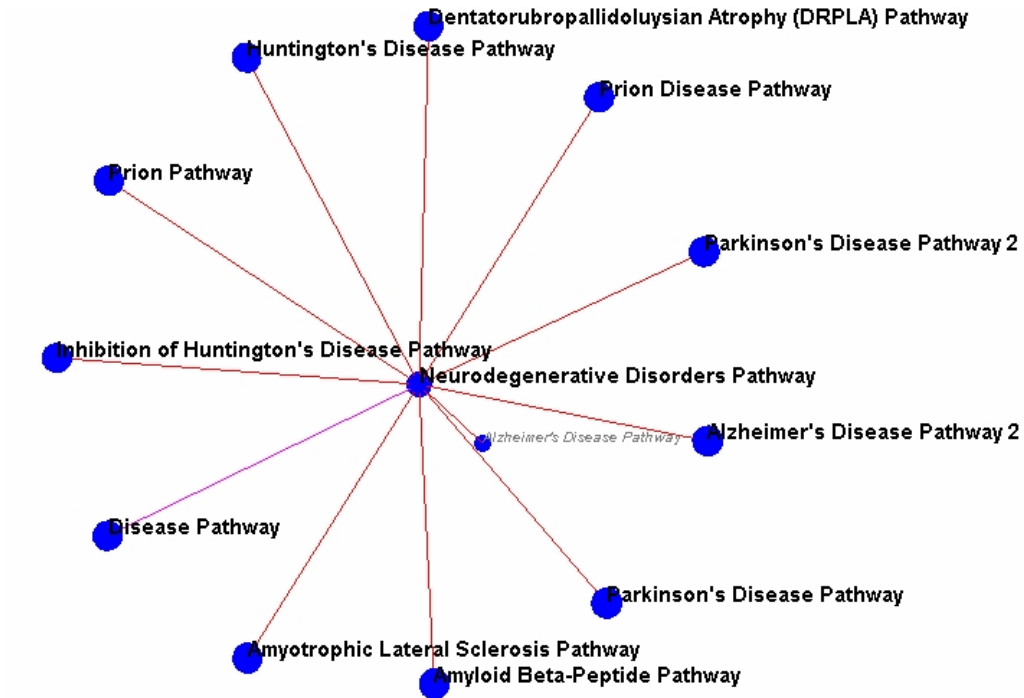 Dentatorubropallidoluysian Atrophy (DRPLA) Pathway
Huntington's Disease Pathway
Prion Disease Pathway
Prion Pathway
Parkinson's Disease Pathway 2
Inhibition of Huntington's Disease Pathway
Neurodegenerative Disorders Pathway
Alzheimer's Disease Pathway 2
Alzheimer's Disease Pathway
Disease Pathway
Parkinson's Disease Pathway
Amyotrophic Lateral Sclerosis Pathway
Amyloid Beta-Peptide Pathway